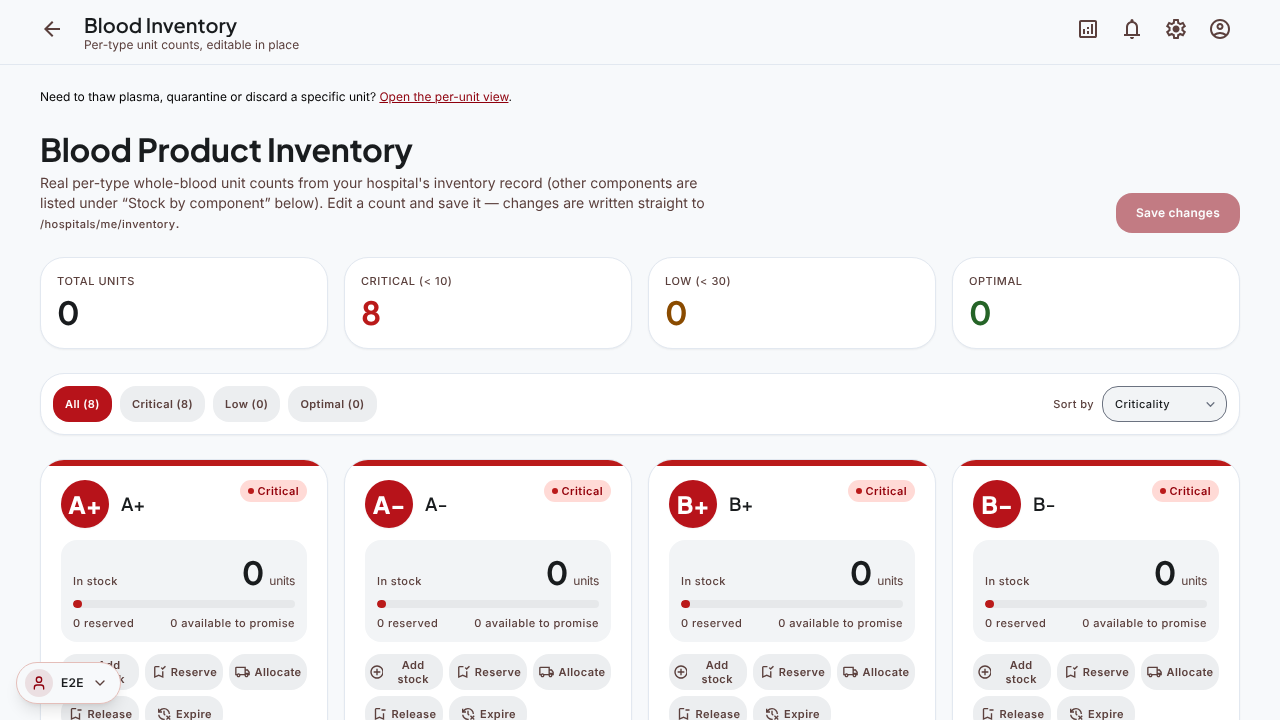 Blood Inventory
Per-type unit counts, editable in place
Need to thaw plasma, quarantine or discard a specific unit? Open the per-unit view.
Blood Product Inventory
Real per-type whole-blood unit counts from your hospital's inventory record (other components are
listed under “Stock by component” below). Edit a count and save it — changes are written straight to
/hospitals/me/inventory.
Save changes
TOTAL UNITS
0
CRITICAL (< 10)
8
LOW (< 30)
0
OPTIMAL
0
All (8) Critical (8) Low (0) Optimal (0)
Sort by Criticality
A+ A+ Critical
In stock 0 units
0 reserved 0 available to promise
Reserve Allocate
Release Expire
A− A− Critical
In stock 0 units
0 reserved 0 available to promise
Add stock Reserve Allocate
Release Expire
B+ B+ Critical
In stock 0 units
0 reserved 0 available to promise
Add stock Reserve Allocate
Release Expire
B− B− Critical
In stock 0 units
0 reserved 0 available to promise
Add stock Reserve Allocate
Release Expire
E2E